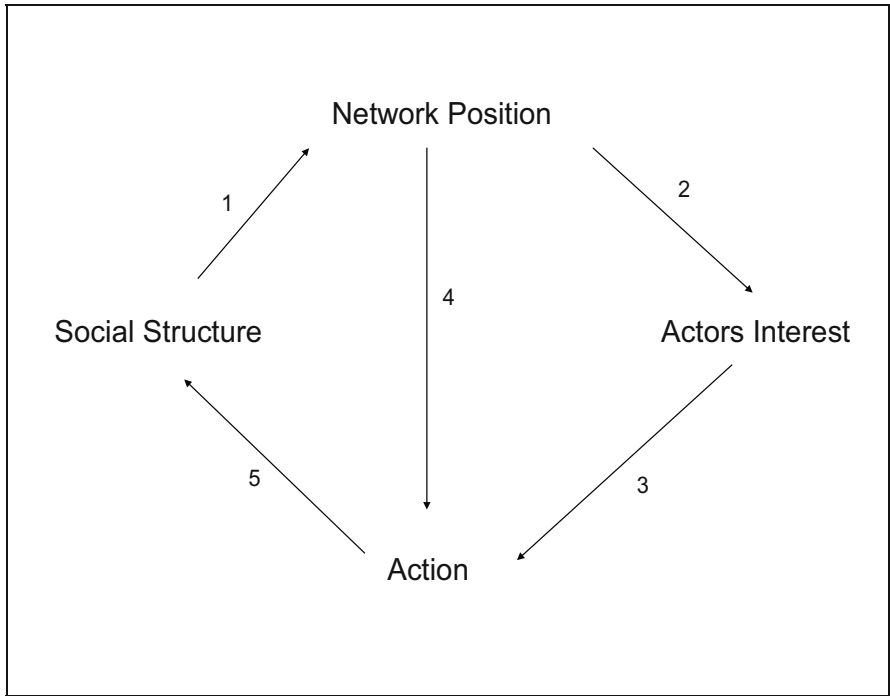 Network Position
1
2
4
Social Structure
Actors Interest
5
3
Action